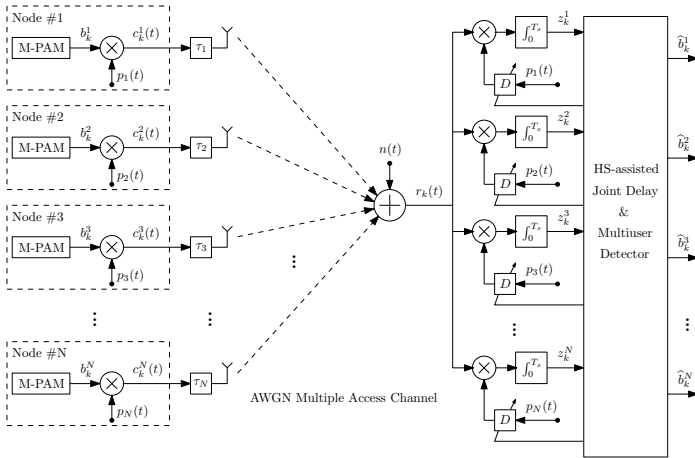 Node #1
M-PAM
b_k^1
c_k^1(t)
τ_1
p_1(t)
Node #2
M-PAM
b_k^2
c_k^2(t)
τ_2
p_2(t)
Node #3
M-PAM
b_k^3
c_k^3(t)
τ_3
p_3(t)
Node #N
M-PAM
b_k^N
c_k^N(t)
τ_N
p_N(t)
n(t)
r_k(t)
AWGN Multiple Access Channel
∫_0^{T_s}
z_k^1
p_1(t)
D
∫_0^{T_s}
z_k^2
p_2(t)
D
∫_0^{T_s}
z_k^3
p_3(t)
D
∫_0^{T_s}
z_k^N
p_N(t)
D
HS-assisted
Joint Delay
&
Multiuser
Detector
b̂_k^1
b̂_k^2
b̂_k^3
b̂_k^N